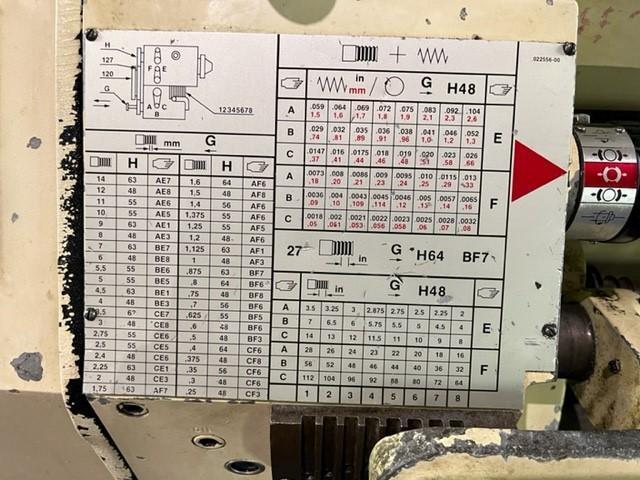 022556-00
H
127
120
F E
A C
B
G
12345678
in
mm / G H48
A .059 .064 .069 .072 .075 .083 .092 .104
1.5 1.6 1.7 1.8 1.9 2.1 2.3 2.6
B .029 .032 .035 .036 .038 .041 .046 .052
.74 .81 .89 .91 .96 1.0 1.2 1.3
C .0147 .016 .0175 .018 .019 .020 .023 .026
.37 .41 .44 .46 .48 .51 .58 .66
E
A .0073 .008 .0085 .009 .0095 .010 .0115 .013
.18 .20 .21 .23 .24 .25 .29 .33
B .0036 .004 .0043 .0045 .0046 .005 .0057 .0065
.09 .10 .109 .114 .12 .13 .14 .16
C .0018 .002 .0021 .0022 .0023 .0025 .0028 .0032
.05 .051 .053 .056 .058 .06 .07 .08
F
27 in G H64 BF7
in G H48
A 3.5 3.25 3 2.875 2.75 2.5 2.25 2
B 7 6.5 6 5.75 5.5 5 4.5 4
C 14 13 12 11.5 11 10 9 8
E
A 28 26 24 23 22 20 18 16
B 56 52 48 46 44 40 36 32
C 112 104 96 92 88 80 72 64
F
1 2 3 4 5 6 7 8
mm G
H H
14 63 AE7 1,6 64 AF6
12 48 AE8 1,5 48 AF8
11 55 AE6 1,4 56 AF6
10 55 AE5 1,375 55 AF6
9 63 AE1 1,25 55 AF5
8 48 AE3 1,2 48 AF6
7 63 BE7 1,125 63 AF1
6 48 BE8 1 48 AF3
5,5 55 BE6 ,875 63 BF7
5 55 BE5 ,8 64 BF6
4,5 63 BE1 ,75 48 BF8
4 48 BE3 ,7 56 BF6
63 CE7 ,625 55 BF5
3 48 CE8 ,6 48 BF6
2,75 55 CE6 ,5 48 BF3
2,5 55 CE5 ,4 64 CF6
2,4 48 CE6 ,375 48 CF8
2,25 63 CE1 ,35 56 CF6
2 48 CE3 ,3 48 CF6
1,75 63 AF7 ,25 48 CF3